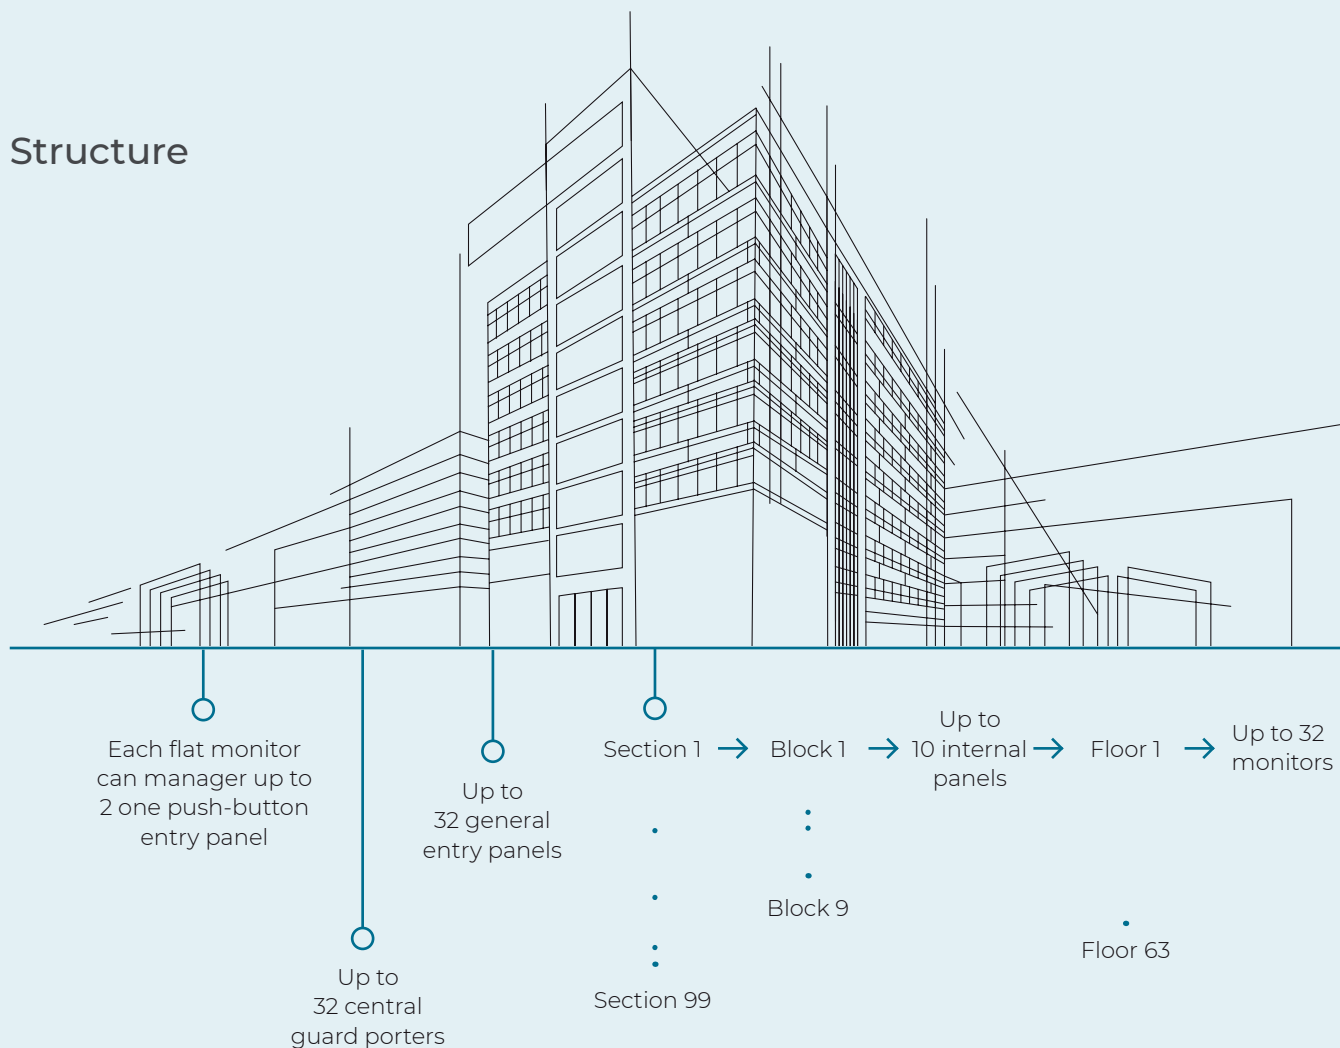 Structure
Each flat monitor
can manager up to
2 one push-button
entry panel
Up to
32 central
guard porters
Up to
32 general
entry panels
Section 1
Section 99
Block 1
Block 9
Up to
10 internal
panels
Floor 1
Floor 63
Up to 32
monitors